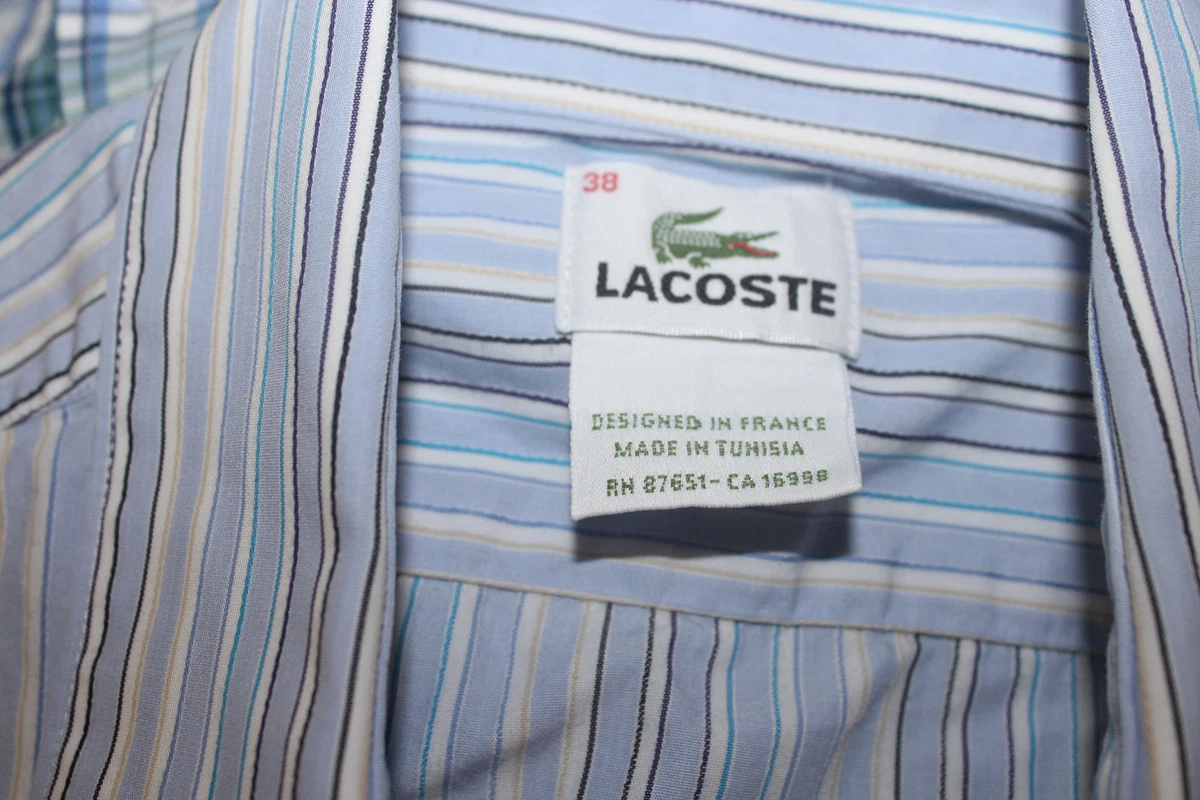 38
LACOSTE
DESIGNED IN FRANCE
MADE IN TUNISIA
RN 87651-CA 16998